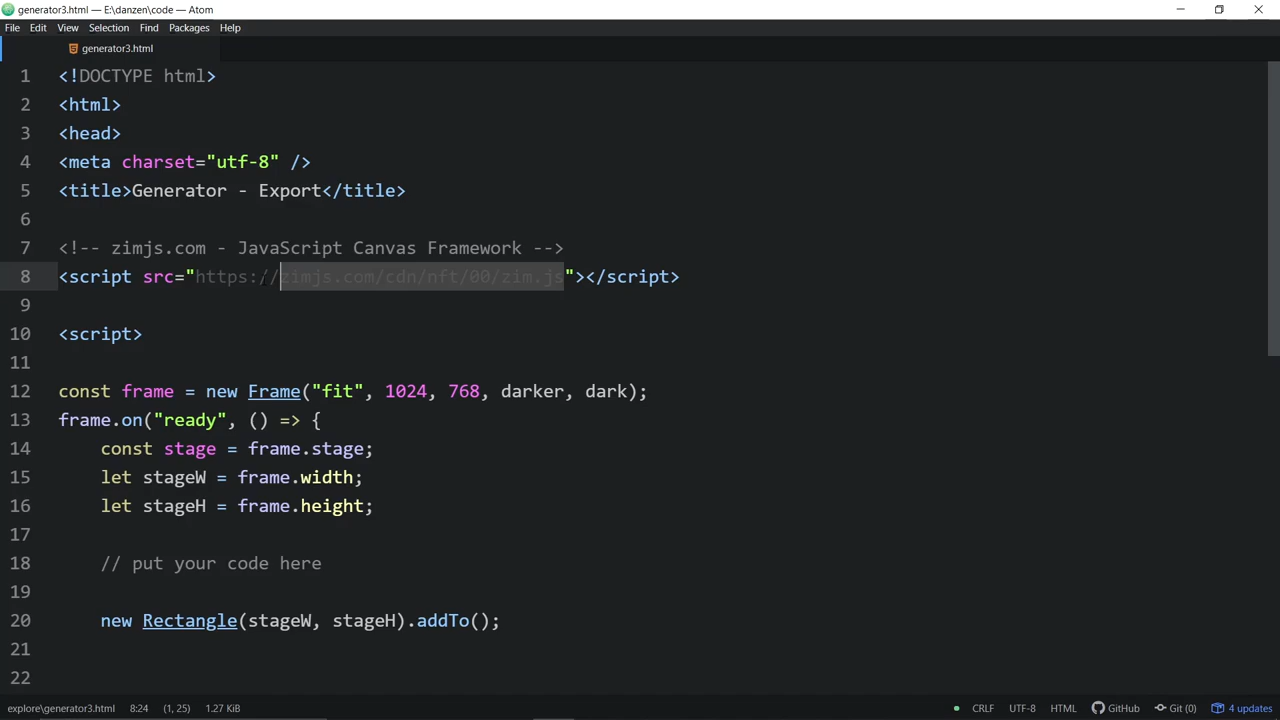 generator3.html — E:\danzen\code — Atom
File Edit View Selection Find Packages Help
generator3.html
1 <!DOCTYPE html>
2 <html>
3 <head>
4 <meta charset="utf-8" />
5 <title>Generator - Export</title>
6
7 <!-- zimjs.com - JavaScript Canvas Framework -->
8 <script src="https://zimjs.com/cdn/nft/00/zim.js"></script>
9
10 <script>
11
12 const frame = new Frame("fit", 1024, 768, darker, dark);
13 frame.on("ready", () => {
14 const stage = frame.stage;
15 let stageW = frame.width;
16 let stageH = frame.height;
17
18 // put your code here
19
20 new Rectangle(stageW, stageH).addTo();
21
22
explore\generator3.html 8:24 (1, 25) 1.27 KiB CRLF UTF-8 HTML GitHub Git (0) 4 updates